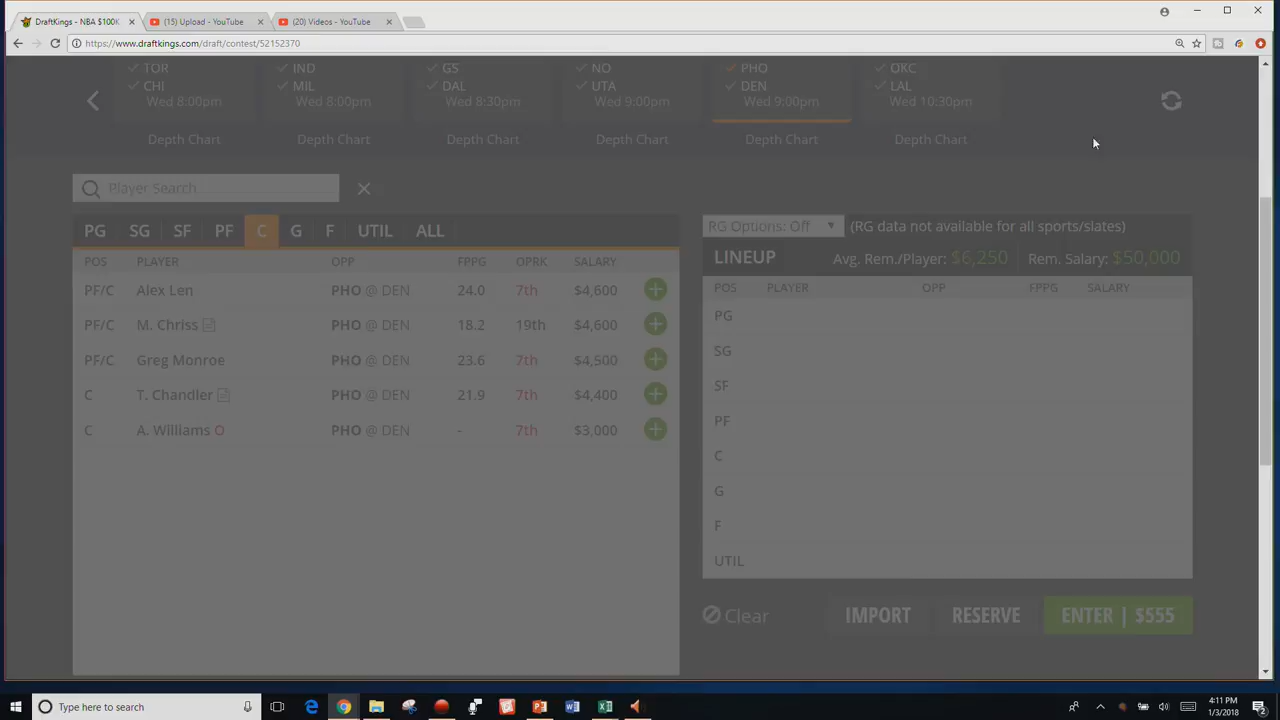 DraftKings - NBA $100K
(15) Upload - YouTube
(20) Videos - YouTube
https://www.draftkings.com/draft/contest/52152370
TOR
CHI
Wed 8:00pm
Depth Chart
IND
MIL
Wed 8:00pm
Depth Chart
GS
DAL
Wed 8:30pm
Depth Chart
NO
UTA
Wed 9:00pm
Depth Chart
PHO
DEN
Wed 9:00pm
Depth Chart
OKC
LAL
Wed 10:30pm
Depth Chart
Player Search
PG SG SF PF C G F UTIL ALL
POS PLAYER OPP FPPG OPRK SALARY
PF/C Alex Len PHO @ DEN 24.0 7th $4,600
PF/C M. Chriss PHO @ DEN 18.2 19th $4,600
PF/C Greg Monroe PHO @ DEN 23.6 7th $4,500
C T. Chandler PHO @ DEN 21.9 7th $4,400
C A. Williams O PHO @ DEN - 7th $3,000
RG Options: Off (RG data not available for all sports/slates)
LINEUP Avg. Rem./Player: $6,250 Rem. Salary: $50,000
POS PLAYER OPP FPPG SALARY
PG
SG
SF
PF
C
G
F
UTIL
Clear IMPORT RESERVE ENTER | $555
Type here to search
4:11 PM
1/3/2018
2